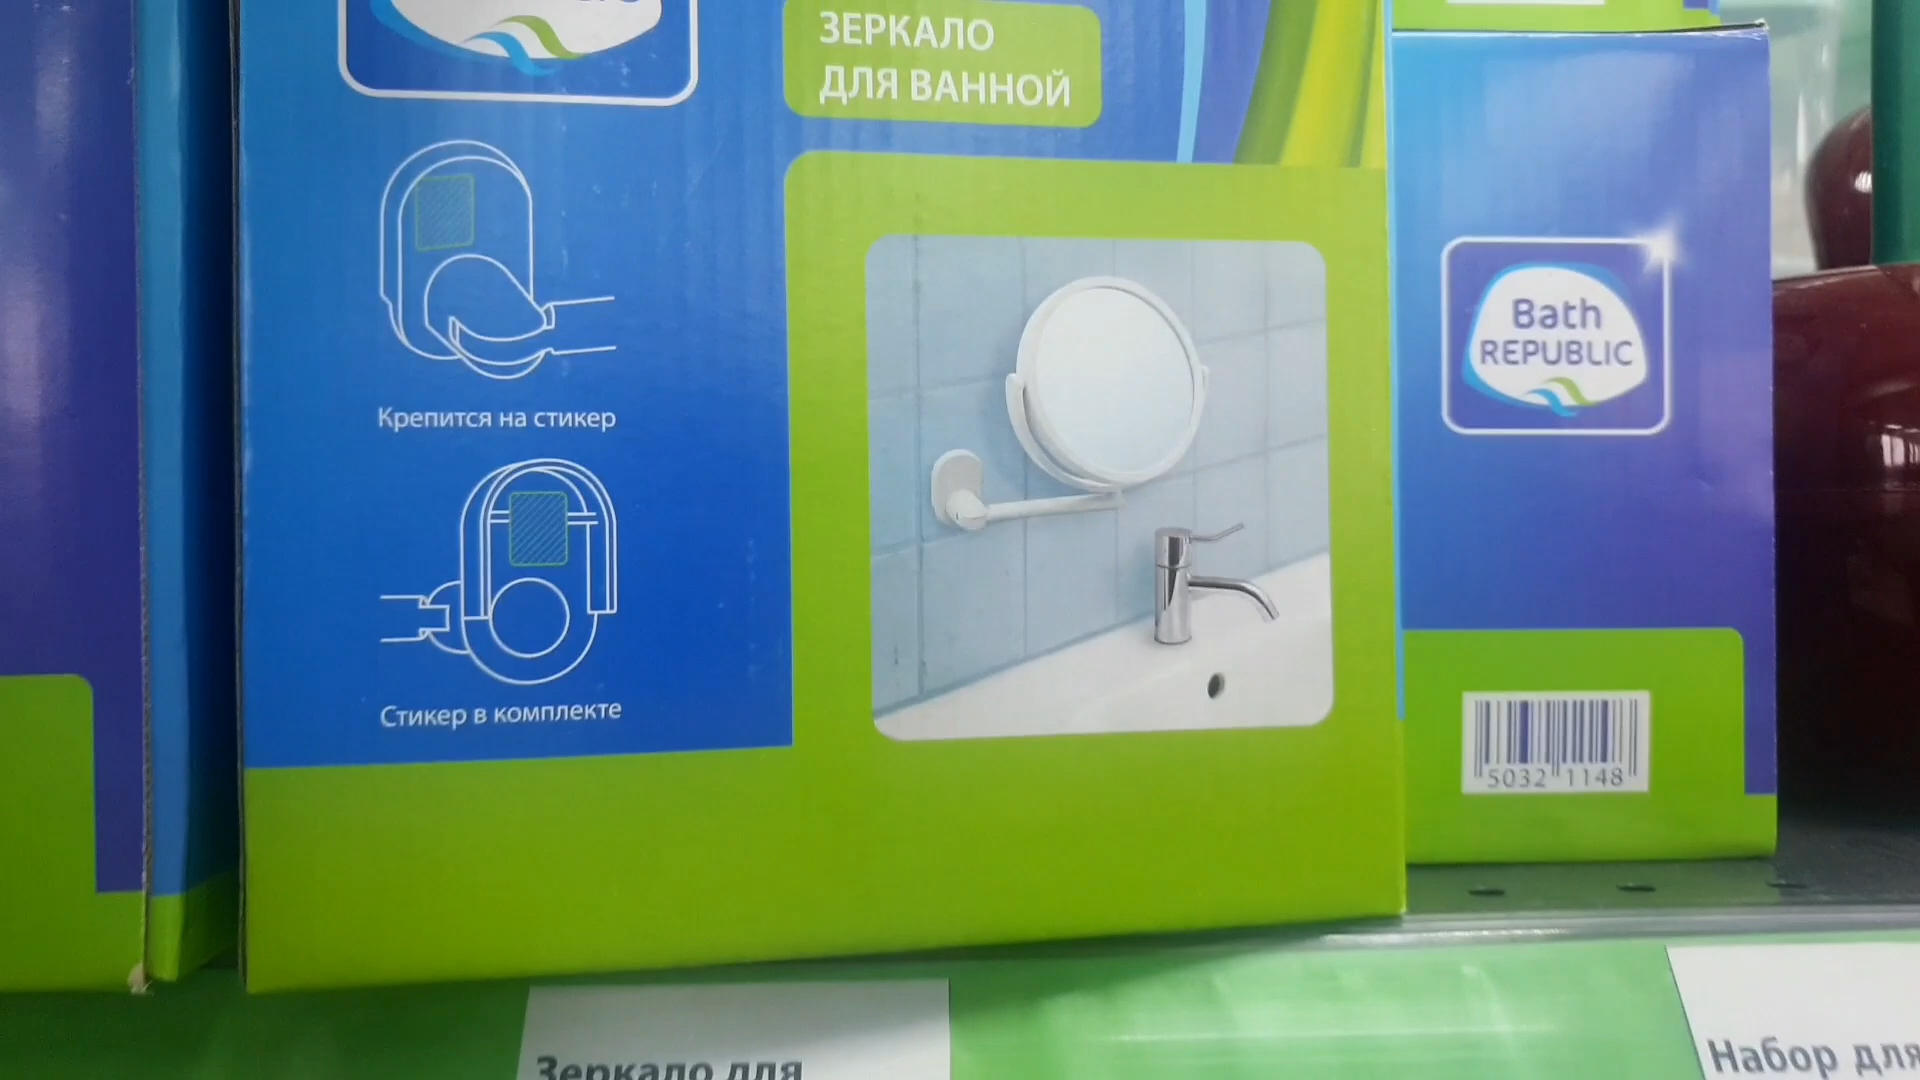 ЗЕРКАЛО
ДЛЯ ВАННОЙ
Крепится на стикер
Стикер в комплекте
Bath
REPUBLIC
5032 1148
Зеркало для
Набор для